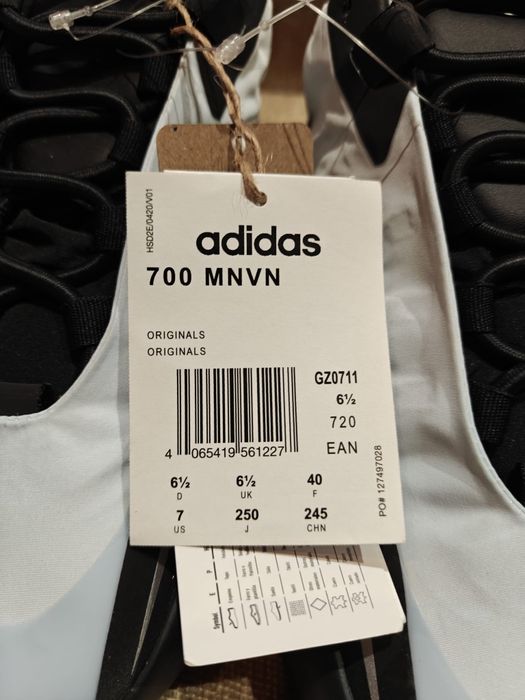 HSD2E/0420/V01
adidas
700 MNVN
ORIGINALS
ORIGINALS
GZ0711
6½
720
EAN
4 065419 561227
PO# 127497028
6½ 6½ 40
D UK F
7 250 245
US J CHN
Symbol
E
P